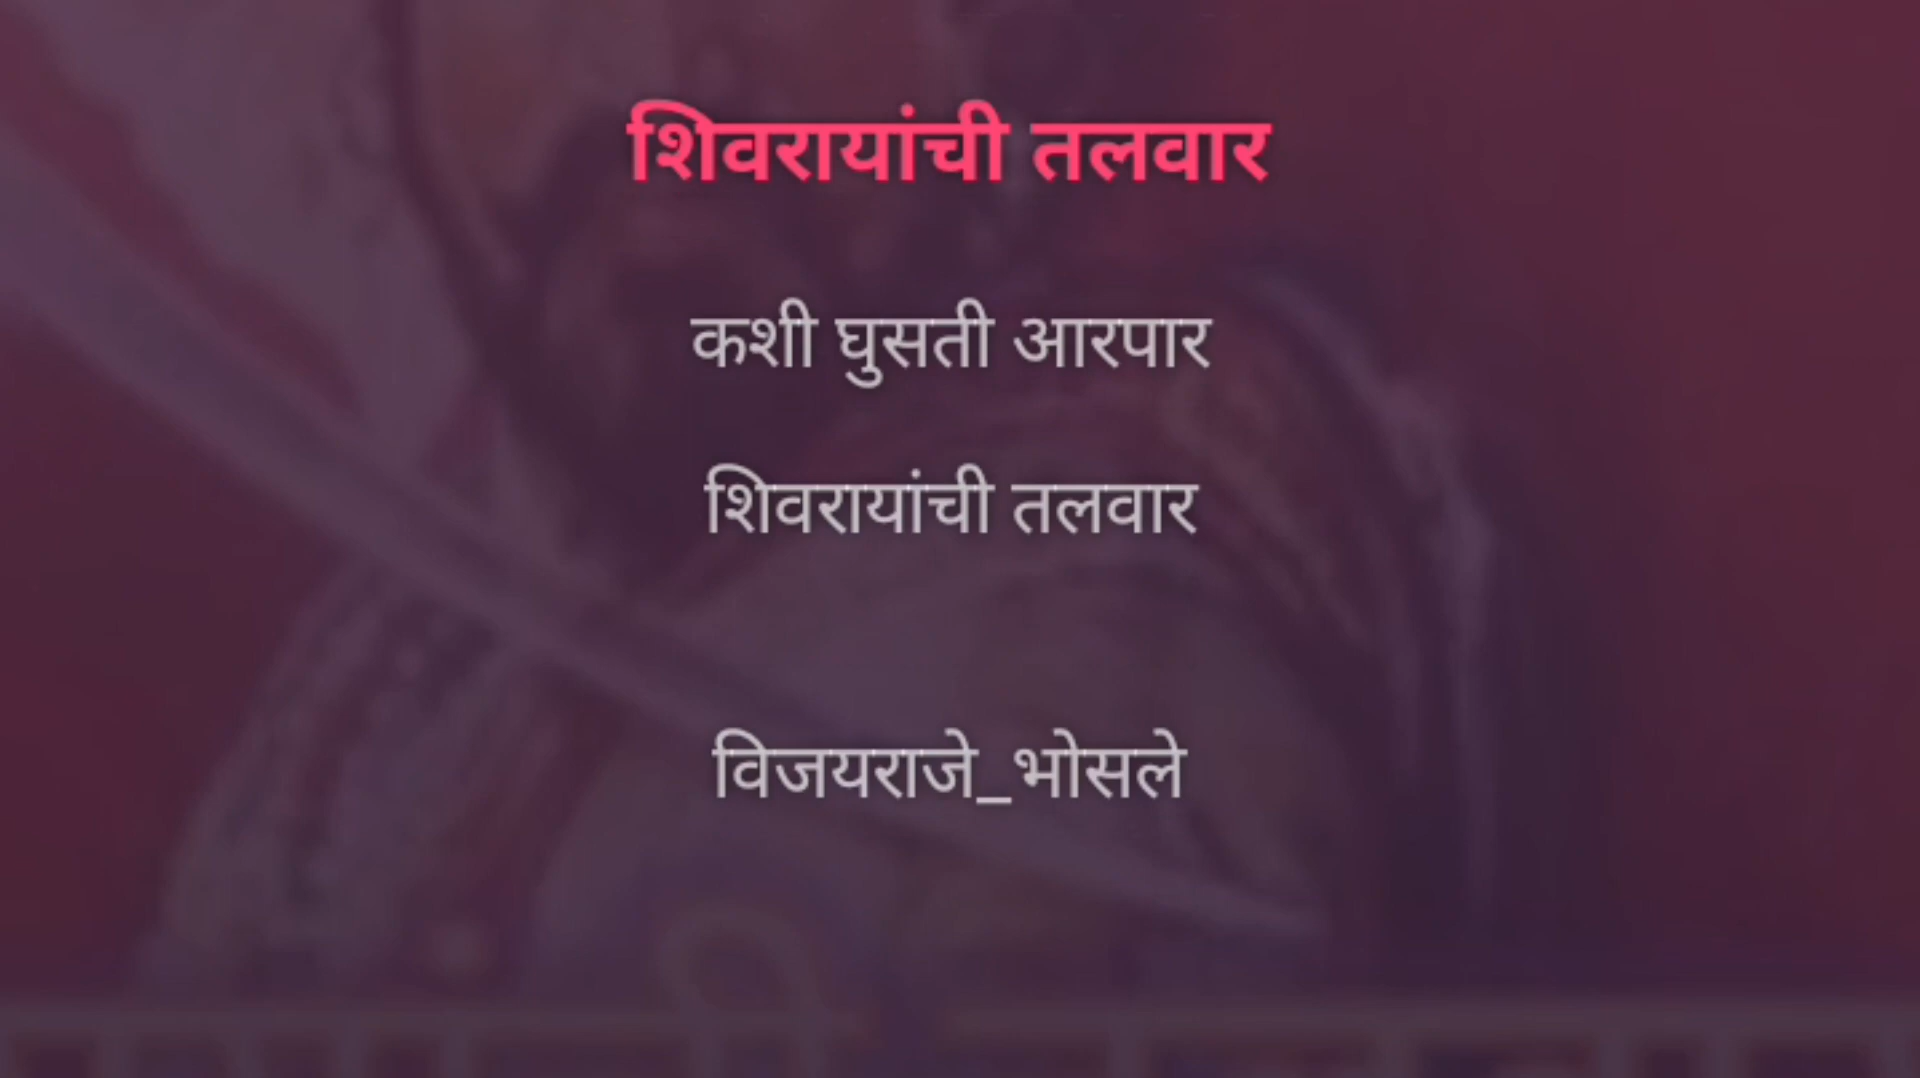 शिवरायांची तलवार
कशी घुसती आरपार
शिवरायांची तलवार
विजयराजे_भोसले